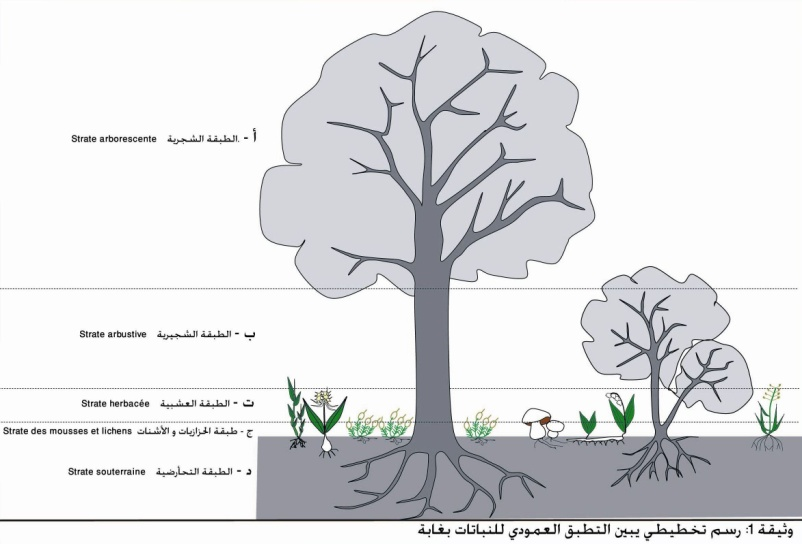 أ - .الطبقة الشجرية Strate arborescente
ب - الطبقة الشجيرية Strate arbustive
ت - الطبقة العشبية Strate herbacée
ج - طبقة الحزازيات و الأشنات Strate des mousses et lichens
د - الطبقة التحأرضية Strate souterraine
وثيقة 1: رسم تخطيطي يبين التطبق العمودي للنباتات بغابة